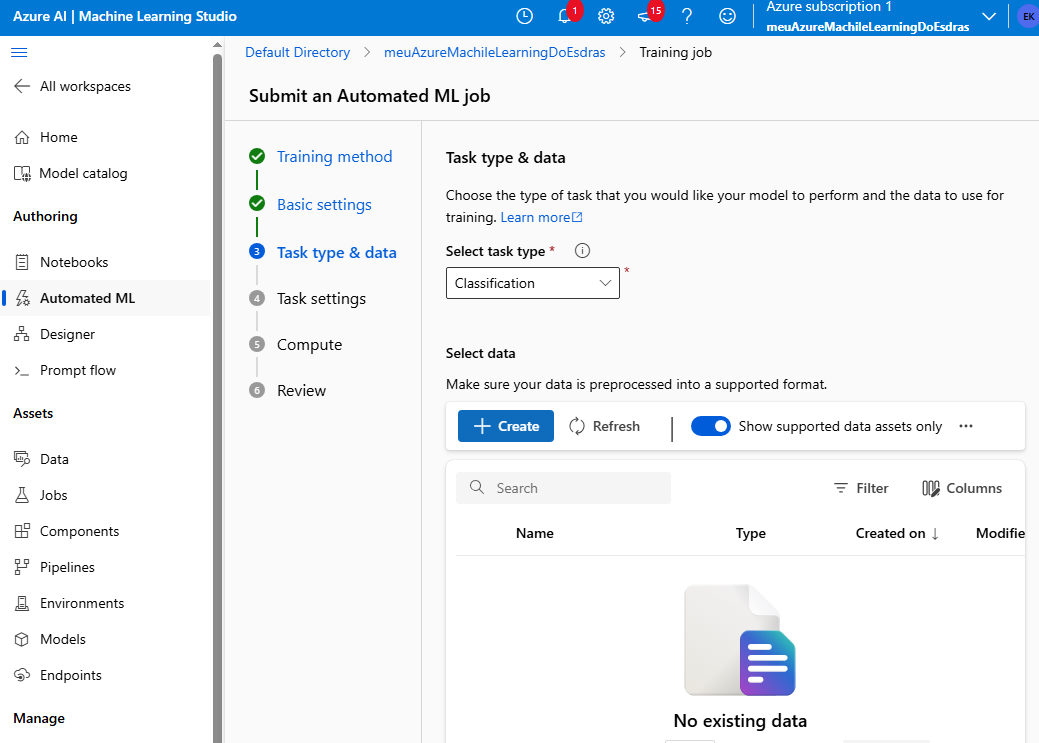 Azure AI | Machine Learning Studio
1
15
Azure subscription 1
meuAzureMachileLearningDoEsdras
EK
All workspaces
Home
Model catalog
Authoring
Notebooks
Automated ML
Designer
Prompt flow
Assets
Data
Jobs
Components
Pipelines
Environments
Models
Endpoints
Manage
Default Directory > meuAzureMachileLearningDoEsdras > Training job
Submit an Automated ML job
Training method
Basic settings
3 Task type & data
4 Task settings
5 Compute
6 Review
Task type & data
Choose the type of task that you would like your model to perform and the data to use for
training. Learn more
Select task type *
Classification *
Select data
Make sure your data is preprocessed into a supported format.
+ Create Refresh | Show supported data assets only ...
Search Filter Columns
Name Type Created on ↓ Modifie
No existing data